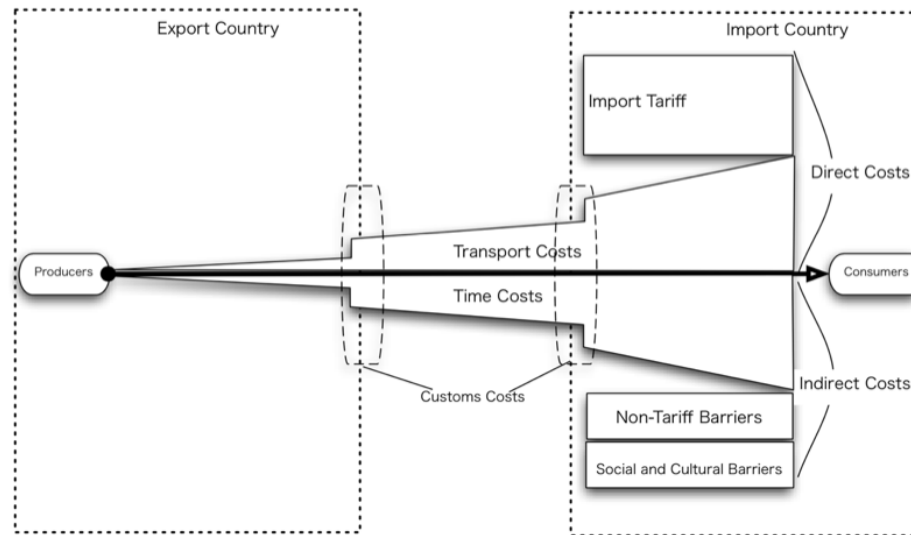 Export Country
Import Country
Import Tariff
Direct Costs
Transport Costs
Producers
Consumers
Time Costs
Indirect Costs
Customs Costs
Non-Tariff Barriers
Social and Cultural Barriers